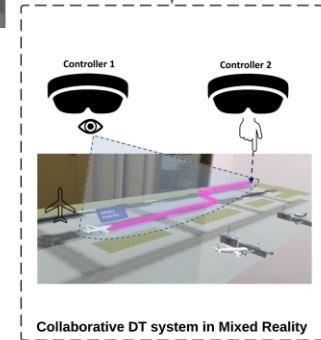 Controller 1
Controller 2
Collaborative DT system in Mixed Reality